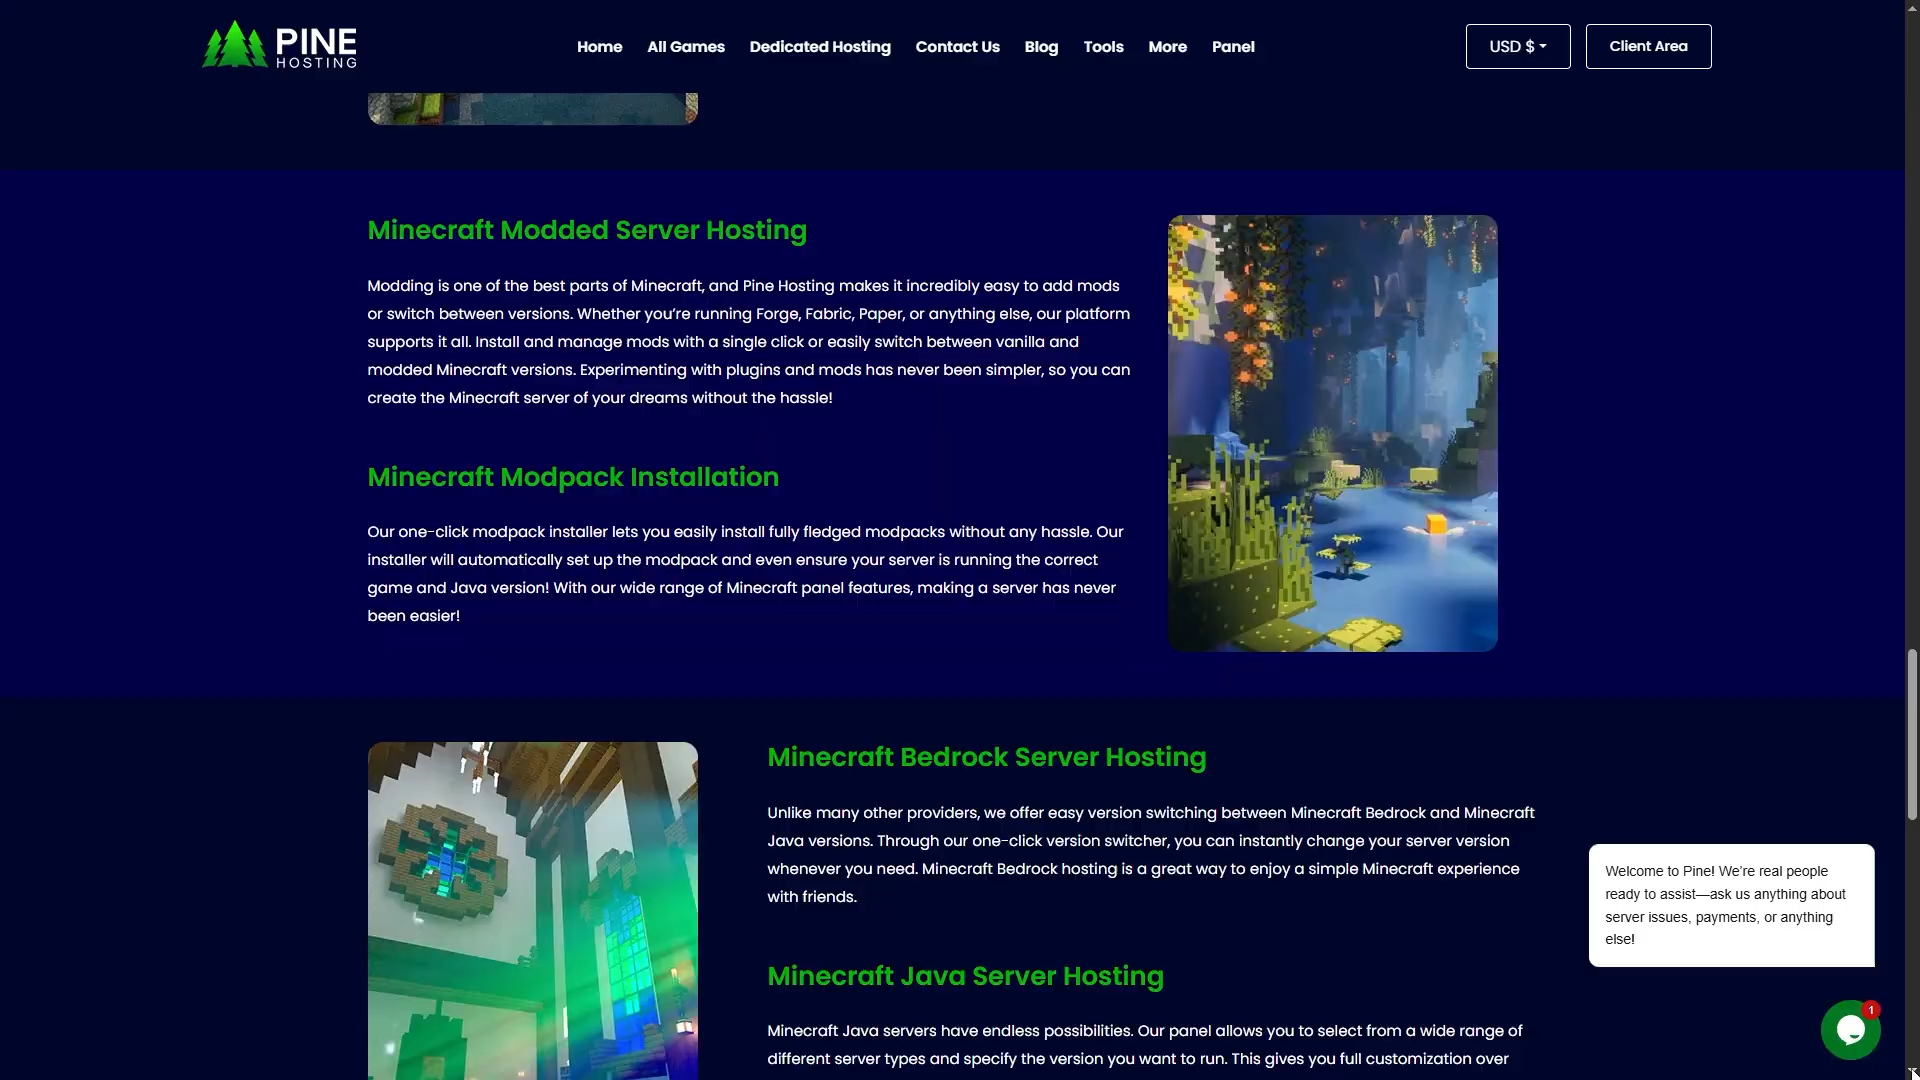 PINE
HOSTING
Home
All Games
Dedicated Hosting
Contact Us
Blog
Tools
More
Panel
USD $
Client Area
Minecraft Modded Server Hosting
Modding is one of the best parts of Minecraft, and Pine Hosting makes it incredibly easy to add mods
or switch between versions. Whether you’re running Forge, Fabric, Paper, or anything else, our platform
supports it all. Install and manage mods with a single click or easily switch between vanilla and
modded Minecraft versions. Experimenting with plugins and mods has never been simpler, so you can
create the Minecraft server of your dreams without the hassle!
Minecraft Modpack Installation
Our one-click modpack installer lets you easily install fully fledged modpacks without any hassle. Our
installer will automatically set up the modpack and even ensure your server is running the correct
game and Java version! With our wide range of Minecraft panel features, making a server has never
been easier!
Minecraft Bedrock Server Hosting
Unlike many other providers, we offer easy version switching between Minecraft Bedrock and Minecraft
Java versions. Through our one-click version switcher, you can instantly change your server version
whenever you need. Minecraft Bedrock hosting is a great way to enjoy a simple Minecraft experience
with friends.
Minecraft Java Server Hosting
Minecraft Java servers have endless possibilities. Our panel allows you to select from a wide range of
different server types and specify the version you want to run. This gives you full customization over
Welcome to Pine! We’re real people
ready to assist—ask us anything about
server issues, payments, or anything
else!
1